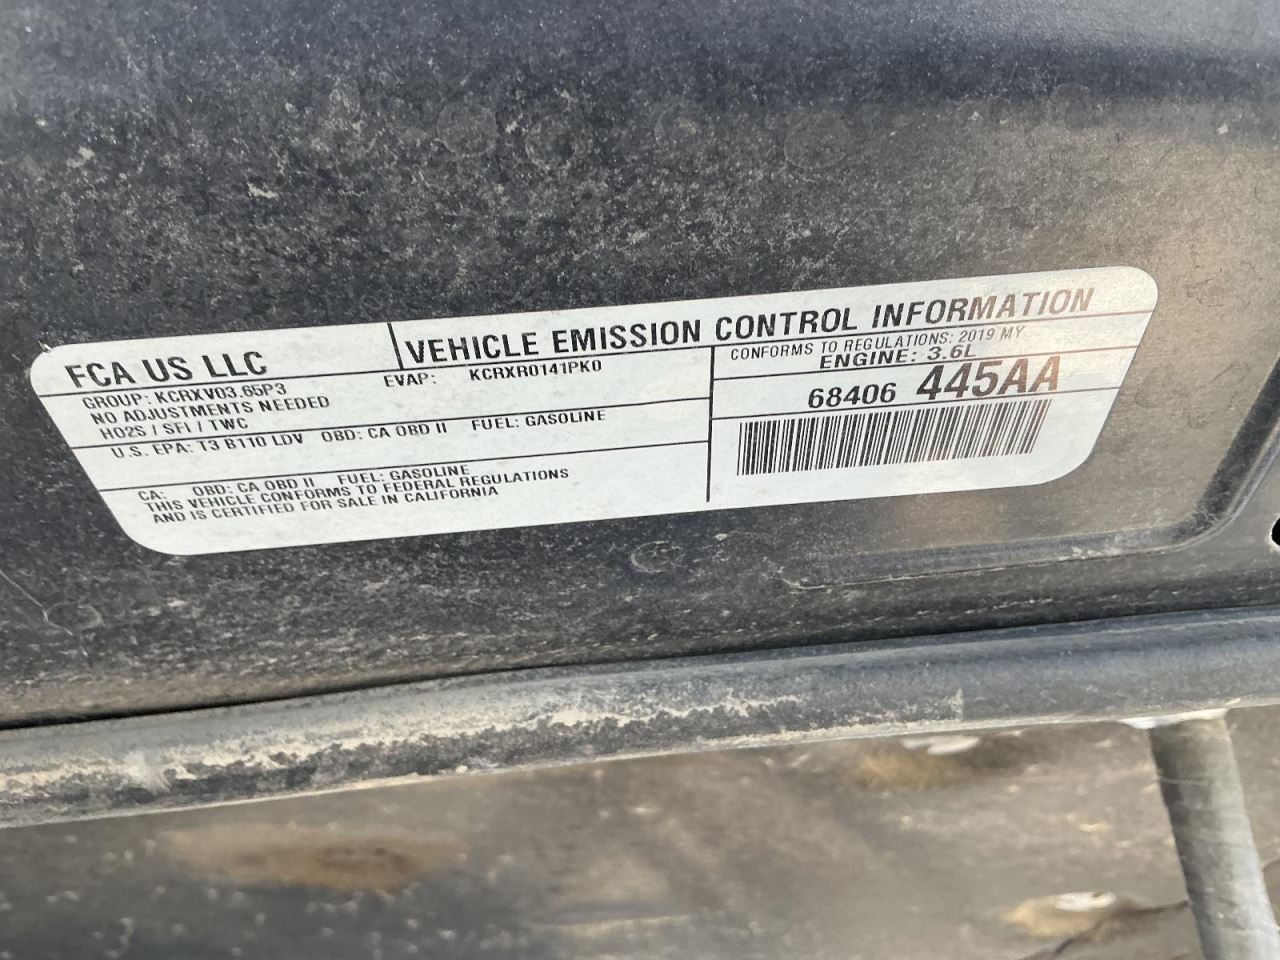 FCA US LLC
VEHICLE EMISSION CONTROL INFORMATION
GROUP: KCRXV03.65P3 EVAP: KCRXR0141PK0
NO ADJUSTMENTS NEEDED
HO2S / SFI / TWC
U.S. EPA: T3 B110 LDV OBD: CA OBD II FUEL: GASOLINE
CA: OBD: CA OBD II FUEL: GASOLINE
THIS VEHICLE CONFORMS TO FEDERAL REGULATIONS
AND IS CERTIFIED FOR SALE IN CALIFORNIA
CONFORMS TO REGULATIONS: 2019 MY
ENGINE: 3.6L
68406 445AA